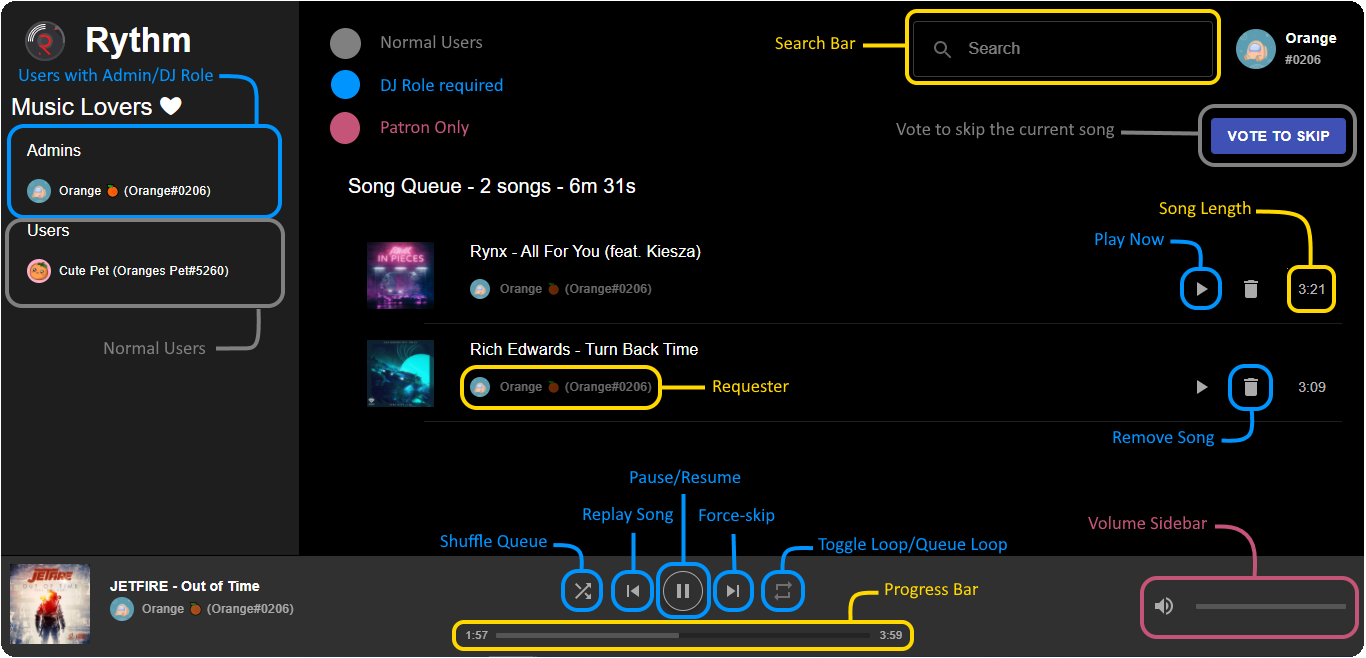 Rythm
Users with Admin/DJ Role
Music Lovers
Admins
Orange (Orange#0206)
Users
Cute Pet (Oranges Pet#5260)
Normal Users
Normal Users
DJ Role required
Patron Only
Search Bar
Search
Orange
#0206
Vote to skip the current song
VOTE TO SKIP
Song Queue - 2 songs - 6m 31s
Song Length
Play Now
IN PIECES
Rynx - All For You (feat. Kiesza)
Orange (Orange#0206)
3:21
Rich Edwards - Turn Back Time
Orange (Orange#0206)
Requester
3:09
Remove Song
Pause/Resume
Replay Song
Force-skip
Shuffle Queue
Toggle Loop/Queue Loop
Volume Sidebar
Progress Bar
JETFIRE
OUT OF TIME
JETFIRE - Out of Time
Orange (Orange#0206)
1:57
3:59